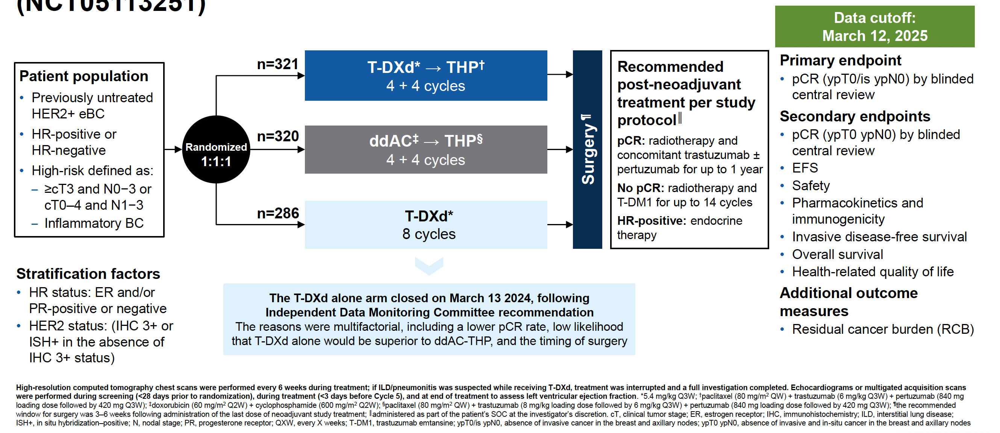 (NCT05113251)
Data cutoff:
March 12, 2025
Patient population
• Previously untreated
HER2+ eBC
• HR-positive or
HR-negative
• High-risk defined as:
– ≥cT3 and N0−3 or
cT0–4 and N1−3
– Inflammatory BC
Stratification factors
• HR status: ER and/or
PR-positive or negative
• HER2 status: (IHC 3+ or
ISH+ in the absence of
IHC 3+ status)
Randomized
1:1:1
n=321
T-DXd* → THP†
4 + 4 cycles
n=320
ddAC‡ → THP§
4 + 4 cycles
n=286
T-DXd*
8 cycles
The T-DXd alone arm closed on March 13 2024, following
Independent Data Monitoring Committee recommendation
The reasons were multifactorial, including a lower pCR rate, low likelihood
that T-DXd alone would be superior to ddAC-THP, and the timing of surgery
Surgery¶
Recommended
post-neoadjuvant
treatment per study
protocol‖
pCR: radiotherapy and
concomitant trastuzumab ±
pertuzumab for up to 1 year
No pCR: radiotherapy and
T-DM1 for up to 14 cycles
HR-positive: endocrine
therapy
Primary endpoint
• pCR (ypT0/is ypN0) by blinded
central review
Secondary endpoints
• pCR (ypT0 ypN0) by blinded
central review
• EFS
• Safety
• Pharmacokinetics and
immunogenicity
• Invasive disease-free survival
• Overall survival
• Health-related quality of life
Additional outcome
measures
• Residual cancer burden (RCB)
High-resolution computed tomography chest scans were performed every 6 weeks during treatment; if ILD/pneumonitis was suspected while receiving T-DXd, treatment was interrupted and a full investigation completed. Echocardiograms or multigated acquisition scans
were performed during screening (<28 days prior to randomization), during treatment (<3 days before Cycle 5), and at end of treatment to assess left ventricular ejection fraction. *5.4 mg/kg Q3W; †paclitaxel (80 mg/m² QW) + trastuzumab (6 mg/kg Q3W) + pertuzumab (840 mg
loading dose followed by 420 mg Q3W); ‡doxorubicin (60 mg/m² Q2W) + cyclophosphamide (600 mg/m² Q2W); §paclitaxel (80 mg/m² QW) + trastuzumab (8 mg/kg loading dose followed by 6 mg/kg Q3W) + pertuzumab (840 mg loading dose followed by 420 mg Q3W); ¶the recommended
window for surgery was 3–6 weeks following administration of the last dose of neoadjuvant study treatment; ‖administered as part of the patient’s SOC at the investigator’s discretion. cT, clinical tumor stage; ER, estrogen receptor; IHC, immunohistochemistry; ILD, interstitial lung disease;
ISH+, in situ hybridization–positive; N, nodal stage; PR, progesterone receptor; QXW, every X weeks; T-DM1, trastuzumab emtansine; ypT0/is ypN0, absence of invasive cancer in the breast and axillary nodes; ypT0 ypN0, absence of invasive and in-situ cancer in the breast and axillary nodes